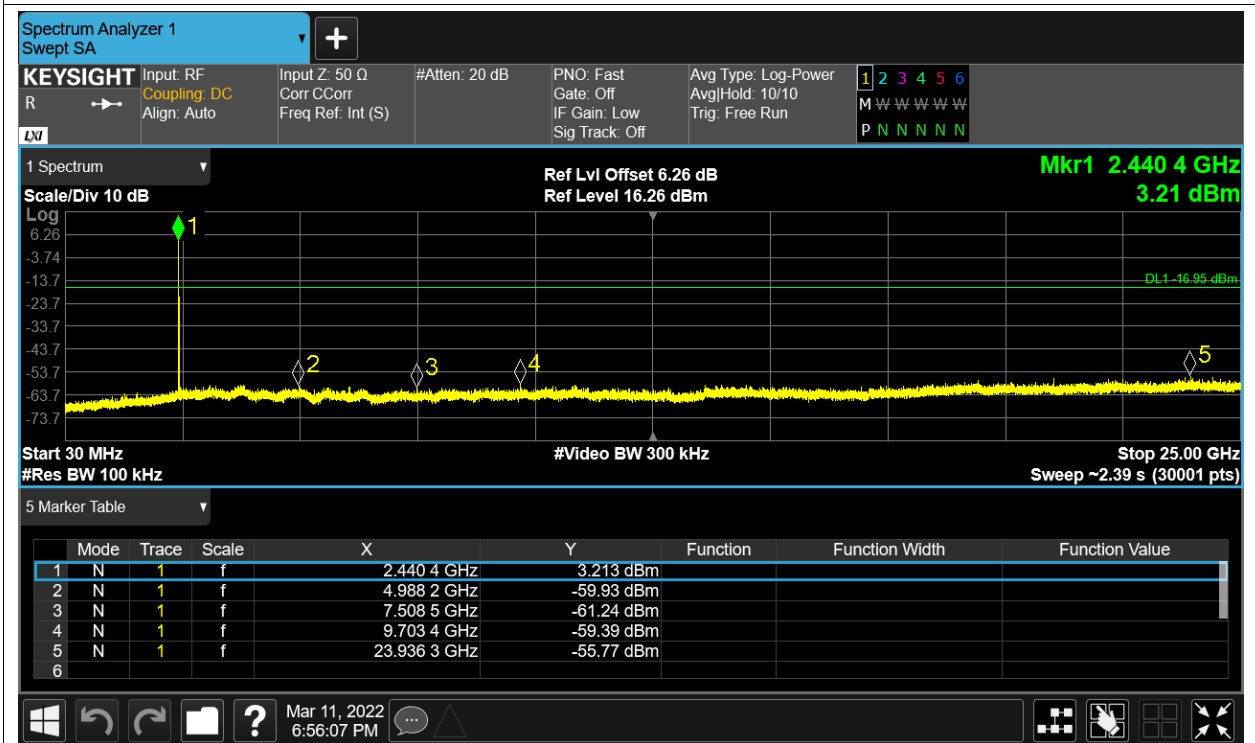 Spectrum Analyzer 1
Swept SA
+
KEYSIGHT Input: RF Input Z: 50 Ω #Atten: 20 dB PNO: Fast Avg Type: Log-Power 1 2 3 4 5 6
R Coupling: DC Corr CCorr Gate: Off Avg|Hold: 10/10 M W W W W W W
Align: Auto Freq Ref: Int (S) IF Gain: Low Trig: Free Run
LXI Sig Track: Off P N N N N N N
1 Spectrum Ref Lvl Offset 6.26 dB Mkr1 2.440 4 GHz
Scale/Div 10 dB Ref Level 16.26 dBm 3.21 dBm
Log
1
6.26
-3.74
-13.7 DL1 -16.95 dBm
-23.7
-33.7
-43.7
2 3 4 5
-53.7
-63.7
-73.7
Start 30 MHz #Video BW 300 kHz Stop 25.00 GHz
#Res BW 100 kHz Sweep ~2.39 s (30001 pts)
5 Marker Table
Mode Trace Scale X Y Function Function Width Function Value
1 N 1 f 2.440 4 GHz 3.213 dBm
2 N 1 f 4.988 2 GHz -59.93 dBm
3 N 1 f 7.508 5 GHz -61.24 dBm
4 N 1 f 9.703 4 GHz -59.39 dBm
5 N 1 f 23.936 3 GHz -55.77 dBm
6
? Mar 11, 2022
6:56:07 PM